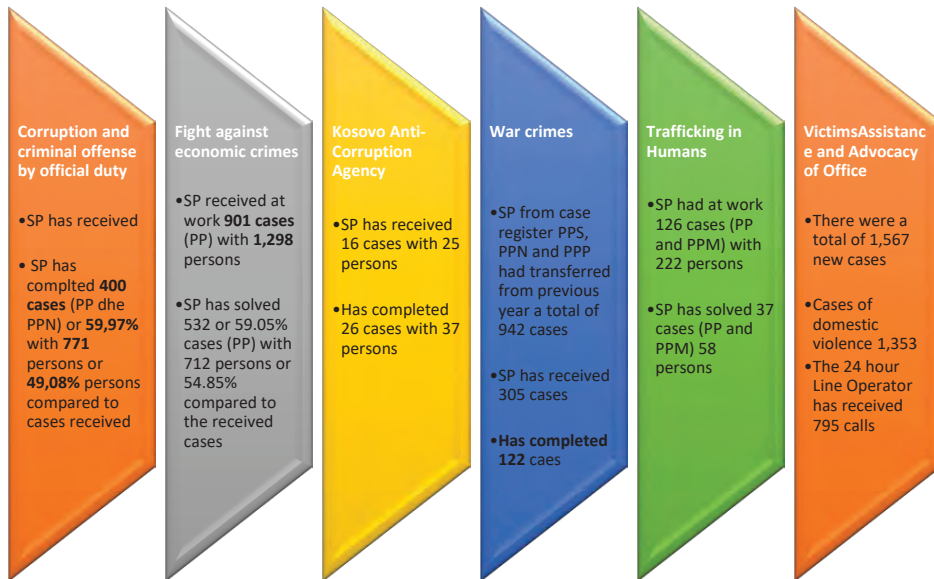 Corruption and
criminal offense
by official duty
•SP has received
• SP has
complted 400
cases (PP dhe
PPN) or 59,97%
with 771
persons or
49,08% persons
compared to
cases received
Fight against
economic crimes
•SP received at
work 901 cases
(PP) with 1,298
persons
•SP has solved
532 or 59.05%
cases (PP) with
712 persons or
54.85%
compared to
the received
cases
Kosovo Anti-
Corruption
Agency
•SP has received
16 cases with 25
persons
•Has completed
26 cases with 37
persons
War crimes
•SP from case
register PPS,
PPN and PPP
had transferred
from previous
year a total of
942 cases
•SP has received
305 cases
•Has completed
122 caes
Trafficking in
Humans
•SP had at work
126 cases (PP
and PPM) with
222 persons
•SP has solved 37
cases (PP and
PPM) 58
persons
VictimsAssistanc
e and Advocacy
of Office
•There were a
total of 1,567
new cases
•Cases of
domestic
violence 1,353
•The 24 hour
Line Operator
has received
795 calls